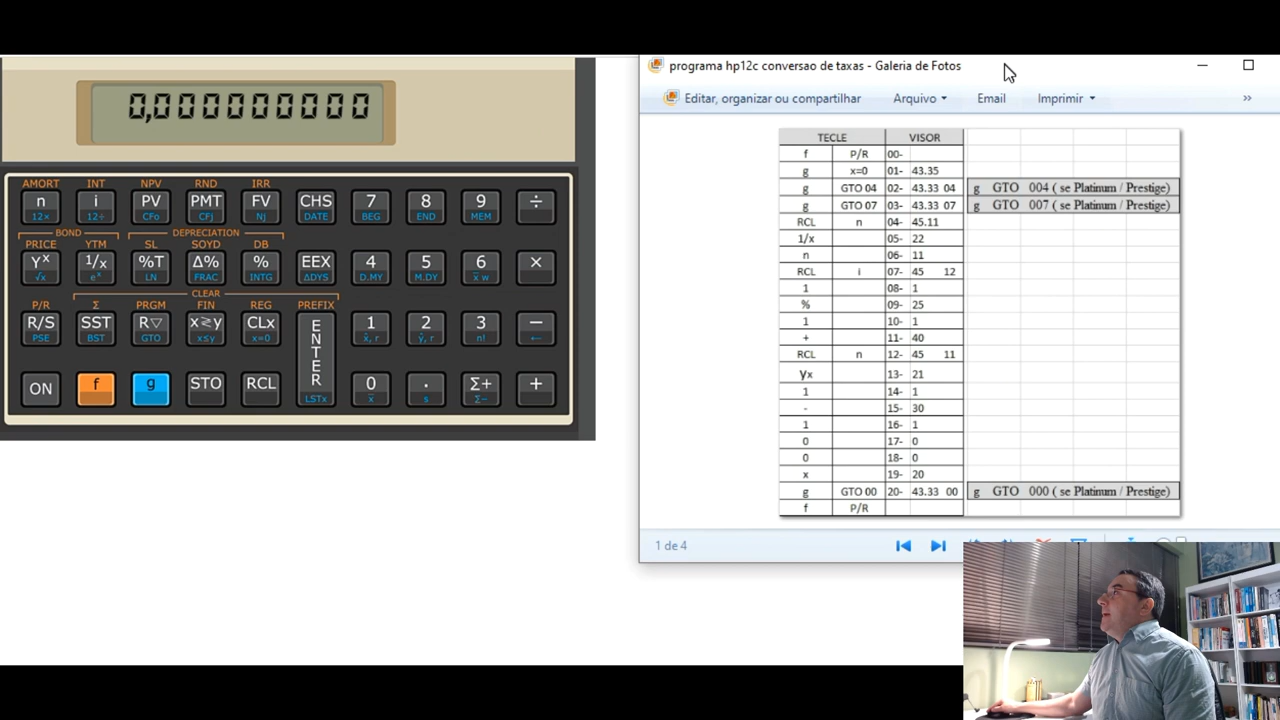 0,000000000
AMORT INT NPV RND IRR
n i PV PMT FV CHS 7 8 9 ÷
12× 12÷ CFo CFj Nj DATE BEG END MEM
BOND DEPRECIATION
PRICE YTM SL SOYD DB
Yˣ 1/x %T Δ% % EEX 4 5 6 ×
√x eˣ LN FRAC INTG ΔDYS D.MY M.DY x̄ w
CLEAR
P/R Σ PRGM FIN REG PREFIX
R/S SST R▽ x≷y CLx ENTER 1 2 3 −
PSE BST GTO x≤y x=0 x̂, r ŷ, r n! ←
ON f g STO RCL 0 . Σ+ +
LSTx x̄ s Σ−
programa hp12c conversao de taxas - Galeria de Fotos
Editar, organizar ou compartilhar Arquivo Email Imprimir »
TECLE VISOR
f P/R 00-
g x=0 01- 43.35
g GTO 04 02- 43.33 04 g GTO 004 ( se Platinum / Prestige)
g GTO 07 03- 43.33 07 g GTO 007 ( se Platinum / Prestige)
RCL n 04- 45.11
1/x 05- 22
n 06- 11
RCL i 07- 45 12
1 08- 1
% 09- 25
1 10- 1
+ 11- 40
RCL n 12- 45 11
yx 13- 21
1 14- 1
- 15- 30
1 16- 1
0 17- 0
0 18- 0
x 19- 20
g GTO 00 20- 43.33 00 g GTO 000 ( se Platinum / Prestige)
f P/R
1 de 4